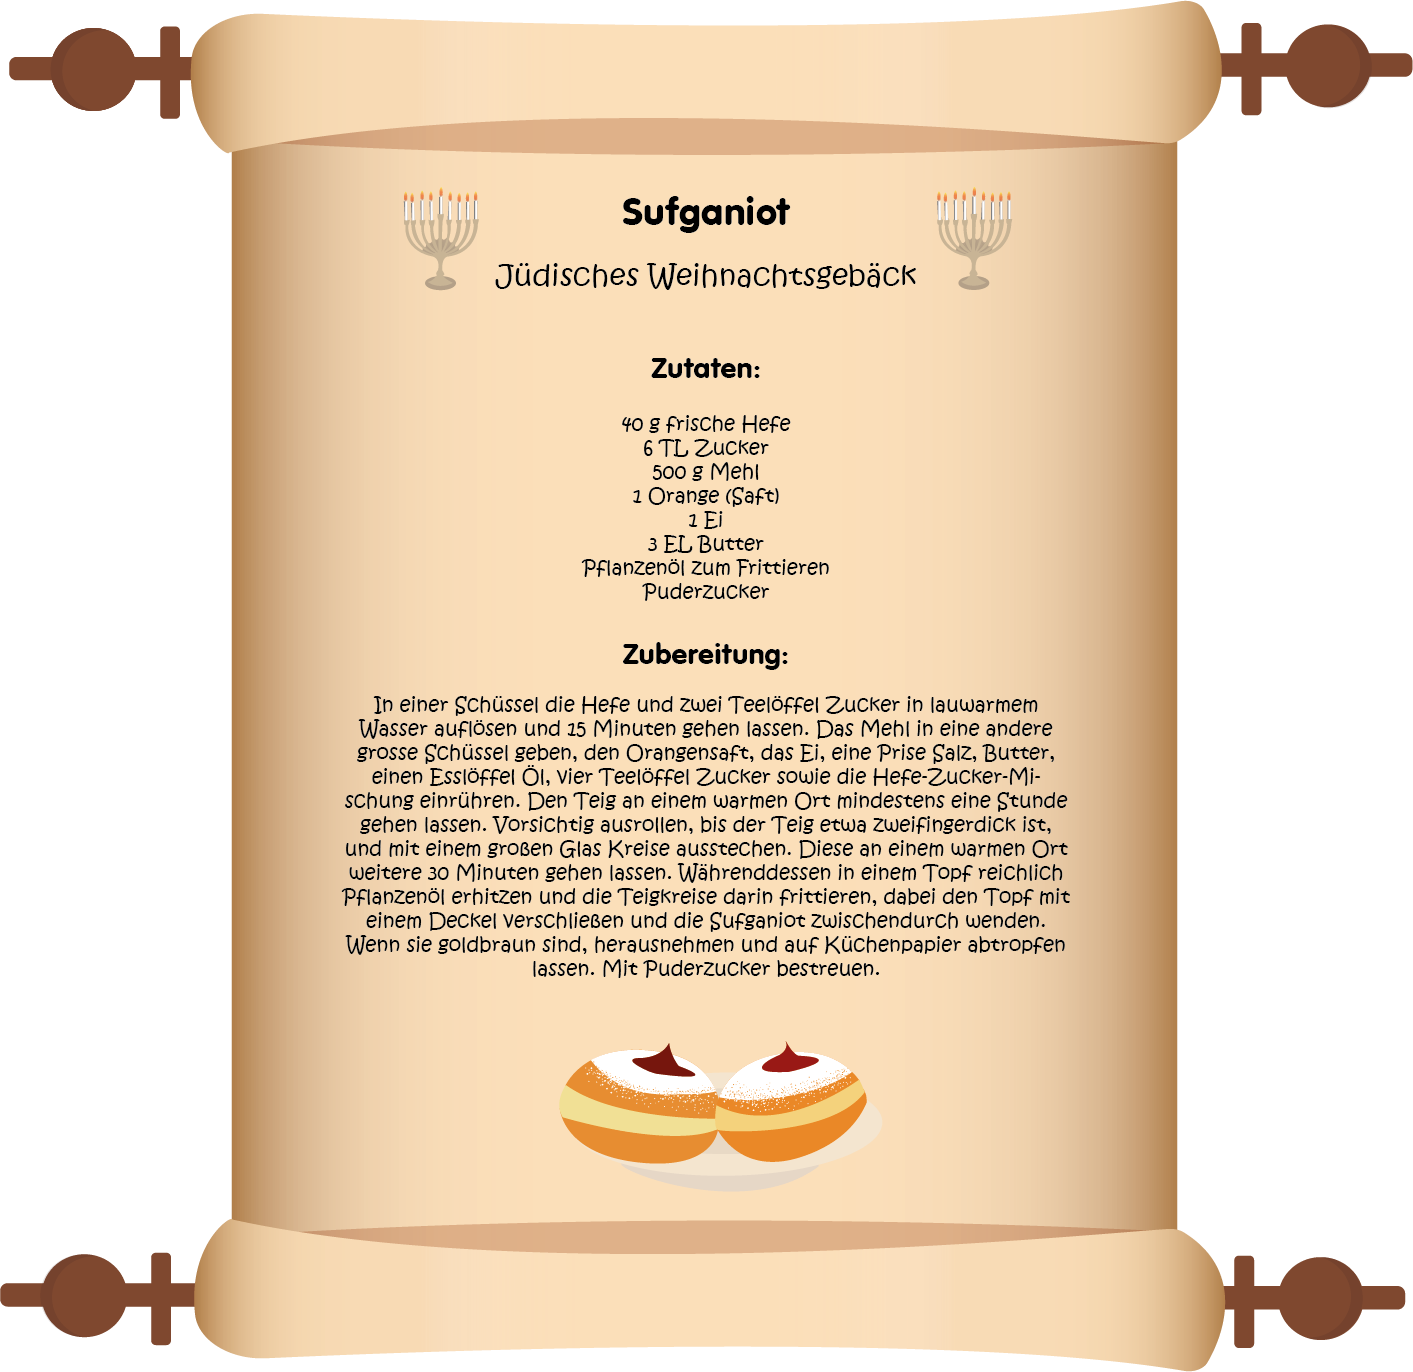 Sufganiot
Jüdisches Weihnachtsgebäck
Zutaten:
40 g frische Hefe
6 TL Zucker
500 g Mehl
1 Orange (Saft)
1 Ei
3 EL Butter
Pflanzenöl zum Frittieren
Puderzucker
Zubereitung:
In einer Schüssel die Hefe und zwei Teelöffel Zucker in lauwarmem
Wasser auflösen und 15 Minuten gehen lassen. Das Mehl in eine andere
grosse Schüssel geben, den Orangensaft, das Ei, eine Prise Salz, Butter,
einen Esslöffel Öl, vier Teelöffel Zucker sowie die Hefe-Zucker-Mi-
schung einrühren. Den Teig an einem warmen Ort mindestens eine Stunde
gehen lassen. Vorsichtig ausrollen, bis der Teig etwa zweifingerdick ist,
und mit einem großen Glas Kreise ausstechen. Diese an einem warmen Ort
weitere 30 Minuten gehen lassen. Währenddessen in einem Topf reichlich
Pflanzenöl erhitzen und die Teigkreise darin frittieren, dabei den Topf mit
einem Deckel verschließen und die Sufganiot zwischendurch wenden.
Wenn sie goldbraun sind, herausnehmen und auf Küchenpapier abtropfen
lassen. Mit Puderzucker bestreuen.